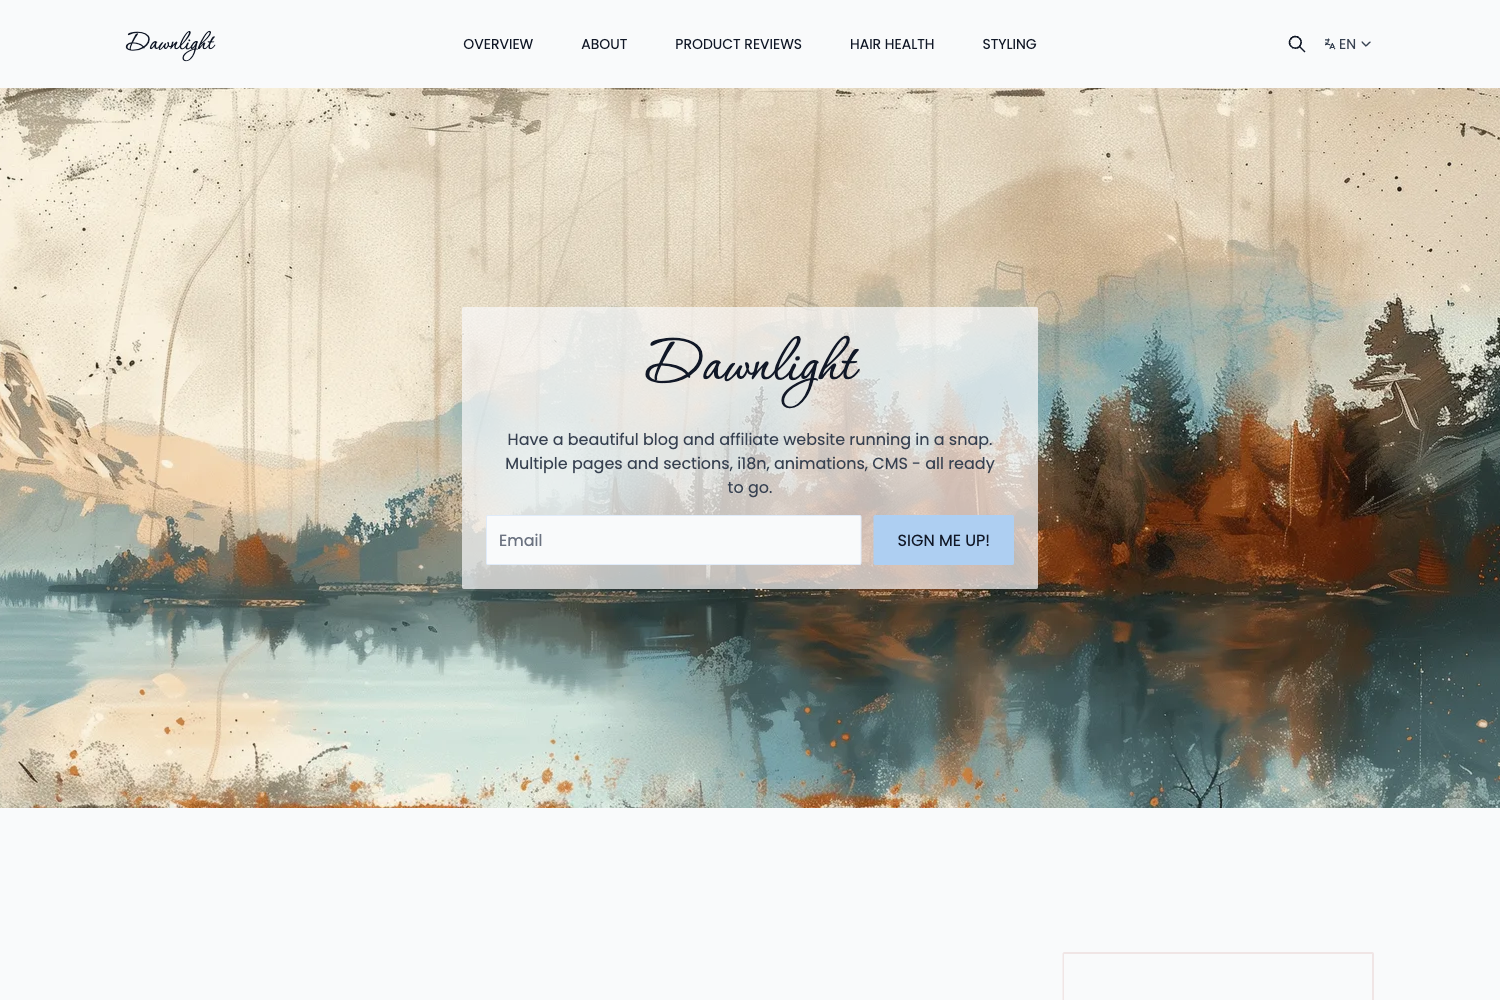 Dawnlight
OVERVIEW
ABOUT
PRODUCT REVIEWS
HAIR HEALTH
STYLING
EN
Dawnlight
Have a beautiful blog and affiliate website running in a snap.
Multiple pages and sections, i18n, animations, CMS - all ready
to go.
Email
SIGN ME UP!